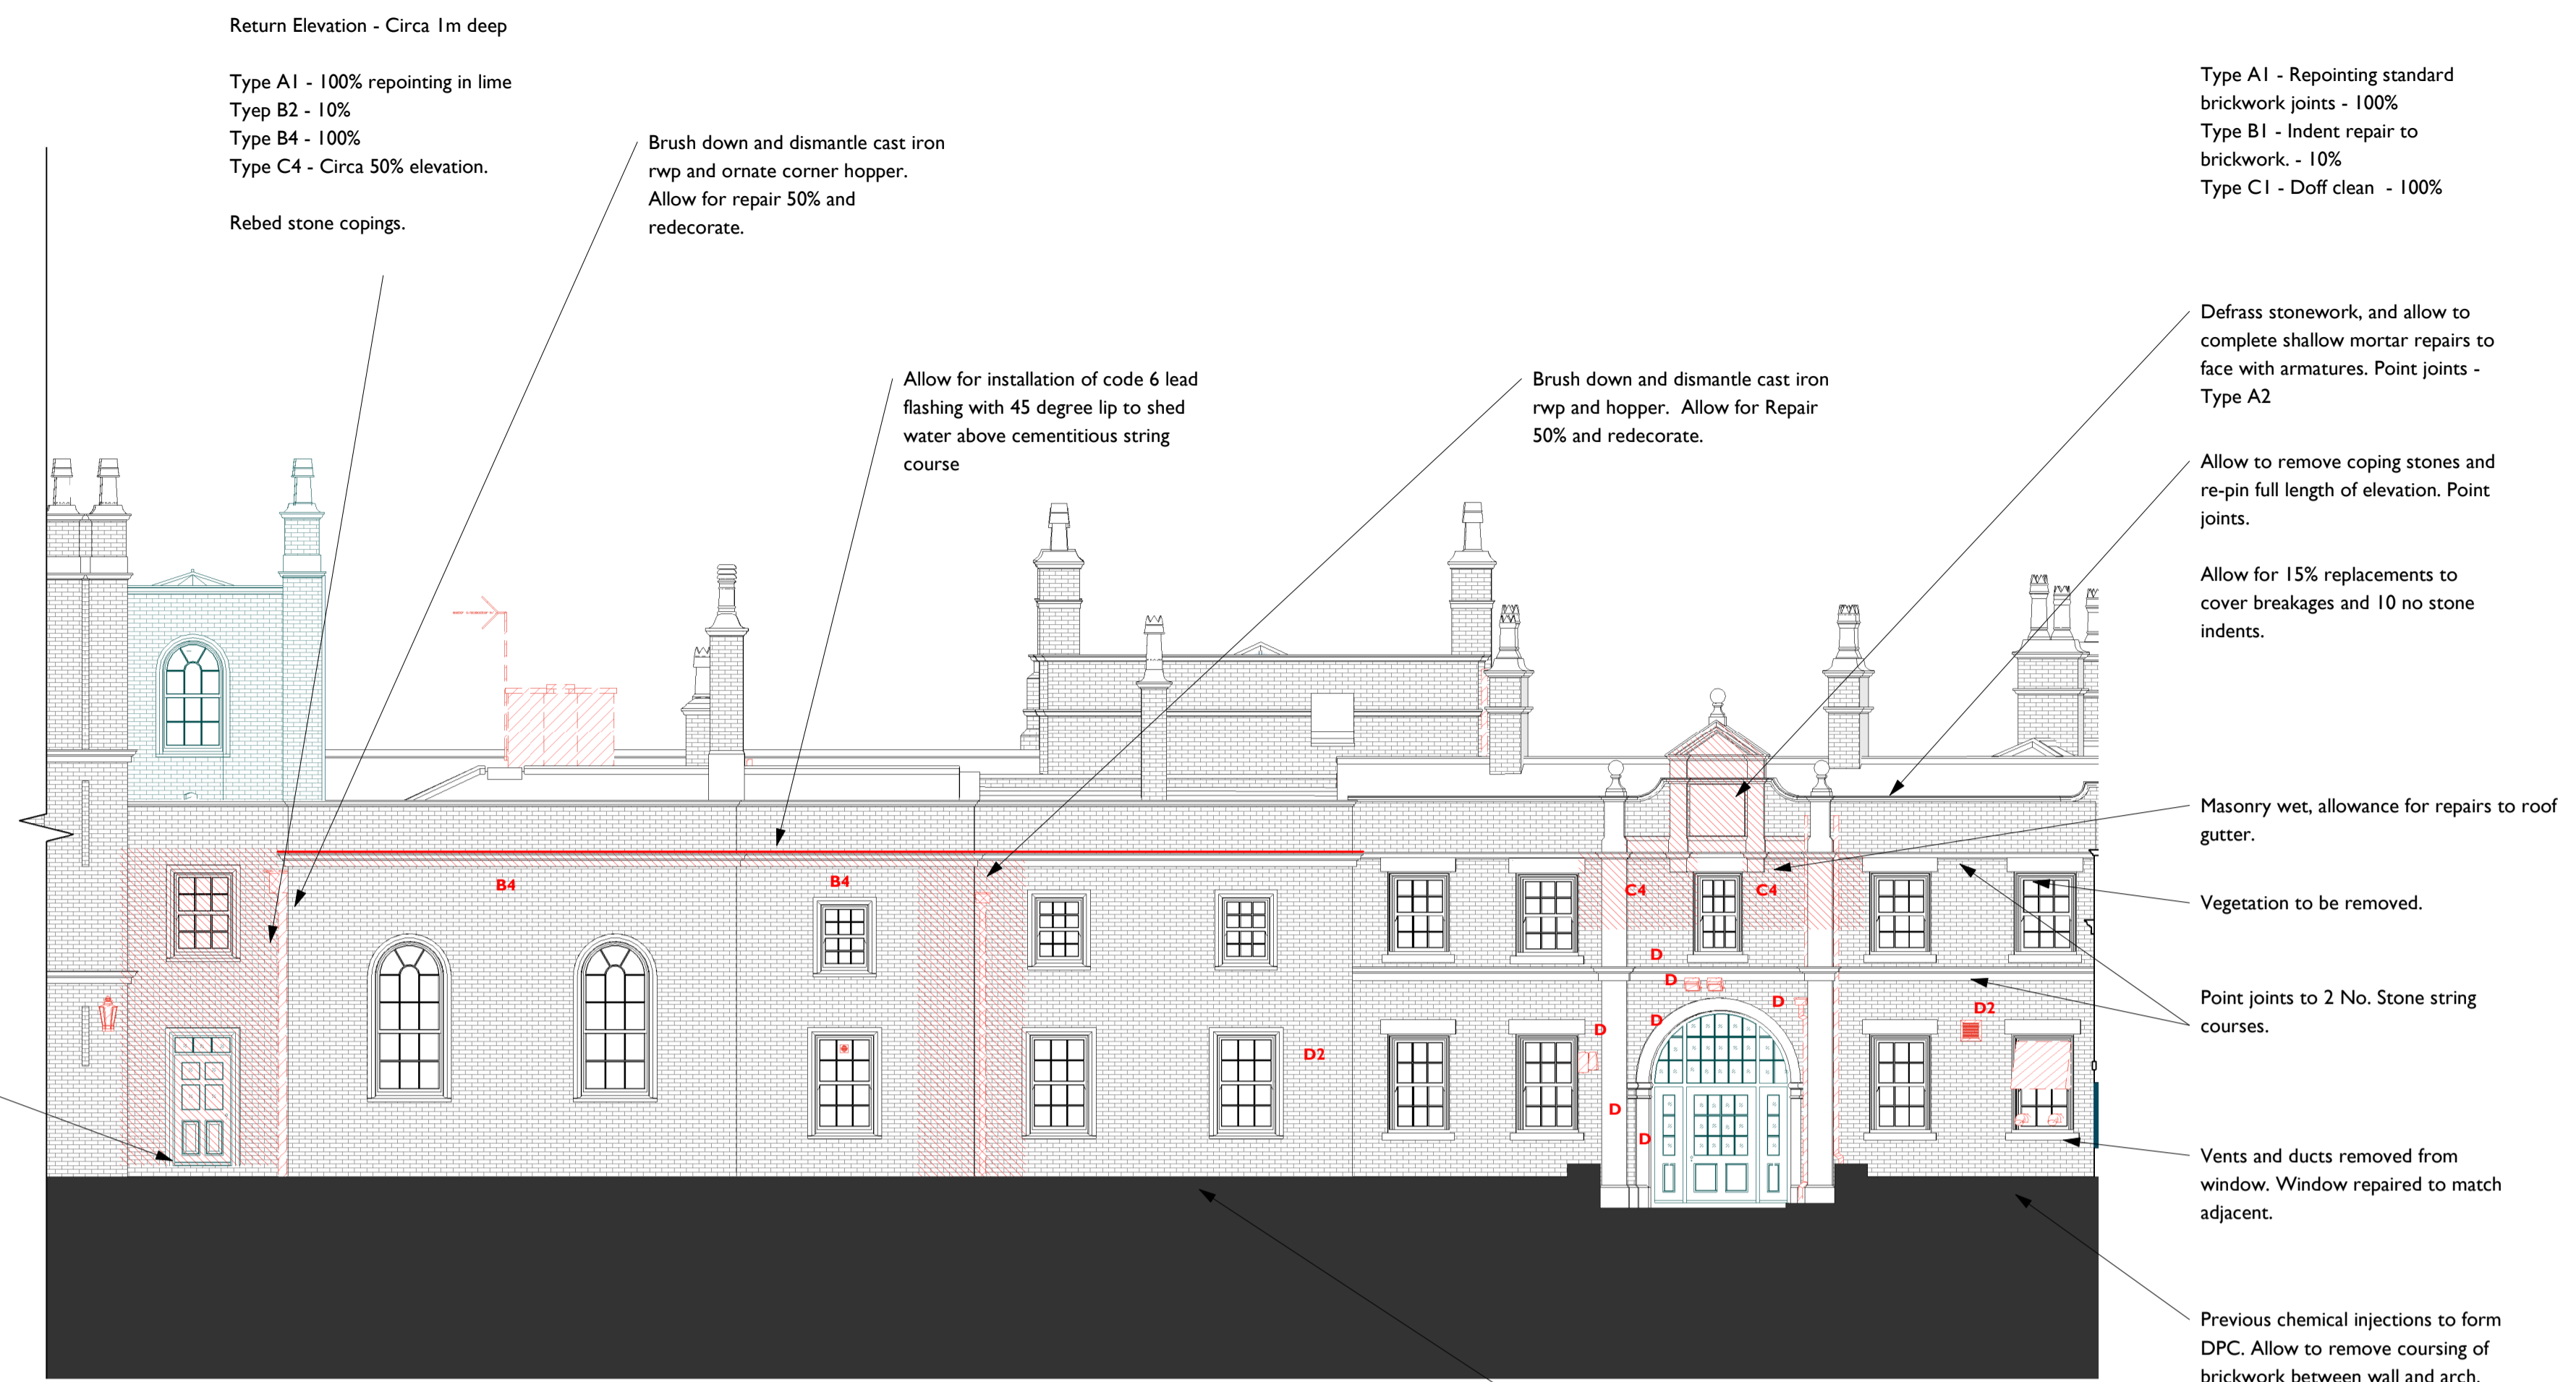 Return Elevation - Circa 1m deep
Type A1 - 100% repointing in lime
Tyep B2 - 10%
Type B4 - 100%
Type C4 - Circa 50% elevation.
Rebed stone copings.
Brush down and dismantle cast iron
rwp and ornate corner hopper.
Allow for repair 50% and
redecorate.
Allow for installation of code 6 lead
flashing with 45 degree lip to shed
water above cementitious string
course
Brush down and dismantle cast iron
rwp and hopper.  Allow for Repair
50% and redecorate.
Type A1 - Repointing standard
brickwork joints - 100%
Type B1 - Indent repair to
brickwork. - 10%
Type C1 - Doff clean  - 100%
Defrass stonework, and allow to
complete shallow mortar repairs to
face with armatures. Point joints -
Type A2
Allow to remove coping stones and
re-pin full length of elevation. Point
joints.
Allow for 15% replacements to
cover breakages and 10 no stone
indents.
Masonry wet, allowance for repairs to roof
gutter.
Vegetation to be removed.
Point joints to 2 No. Stone string
courses.
Vents and ducts removed from
window. Window repaired to match
adjacent.
Previous chemical injections to form
DPC. Allow to remove coursing of
brickwork between wall and arch.
B4
B4
C4
C4
D
D
D
D
D
D2
D2
D
D